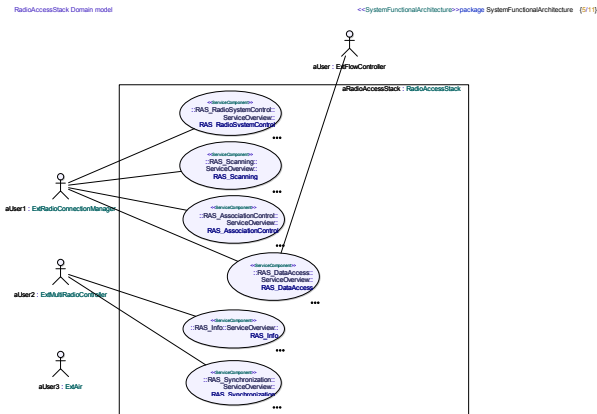 RadioAccessStack Domain model
<<SystemFunctionalArchitecture>>package SystemFunctionalArchitecture {5/11}
aUser : ExtFlowController
aRadioAccessStack : RadioAccessStack
<<ServiceComponent>>
::RAS_RadioSystemControl::
ServiceOverview::
RAS_RadioSystemControl
<<ServiceComponent>>
::RAS_Scanning::
ServiceOverview::
RAS_Scanning
aUser1 : ExtRadioConnectionManager
<<ServiceComponent>>
::RAS_AssociationControl::
ServiceOverview::
RAS_AssociationControl
<<ServiceComponent>>
::RAS_DataAccess::
ServiceOverview::
RAS_DataAccess
aUser2 : ExtMultiRadioController
<<ServiceComponent>>
::RAS_Info::ServiceOverview::
RAS_Info
aUser3 : ExtAir
<<ServiceComponent>>
::RAS_Synchronization::
ServiceOverview::
RAS_Synchronization